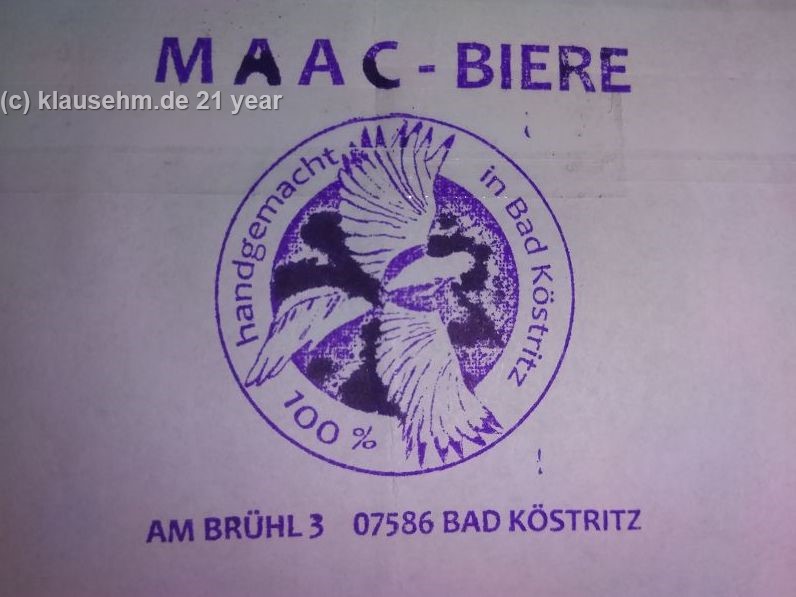 MAAC-BIERE
(c) klausehm.de 21 year
handgemacht
in Bad Köstritz
100 %
AM BRÜHL 3 07586 BAD KÖSTRITZ